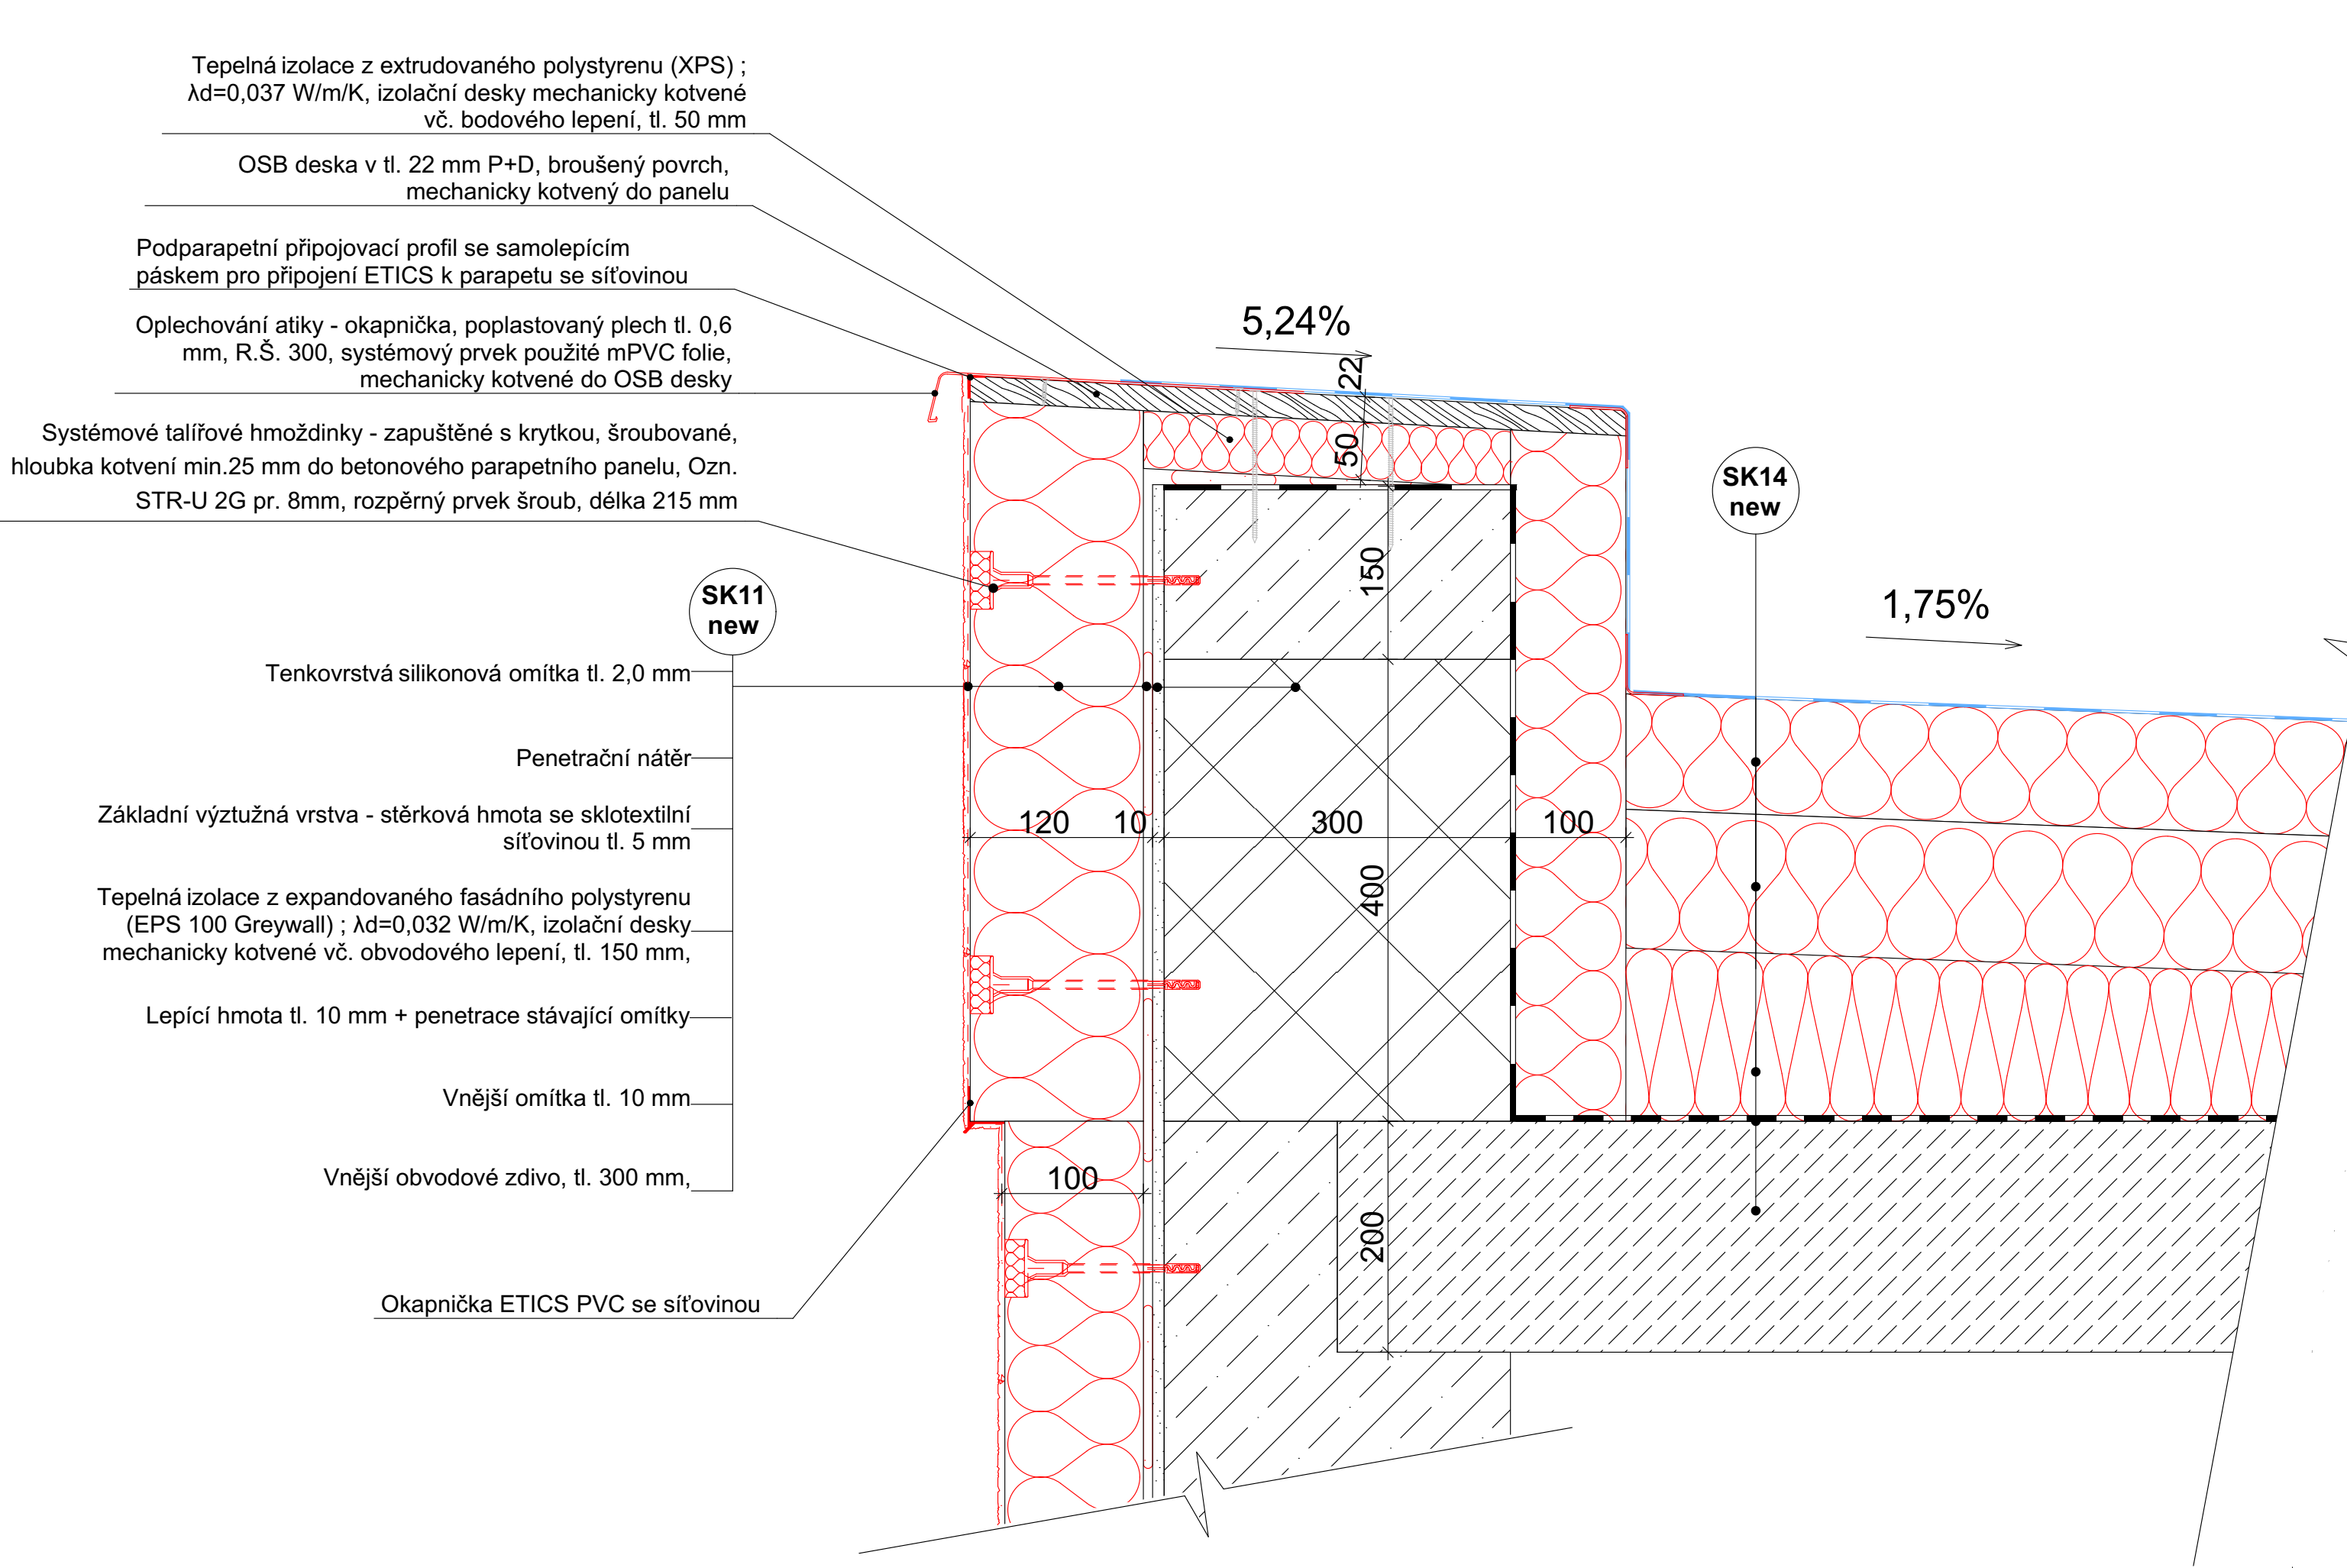 Tepelná izolace z extrudovaného polystyrenu (XPS) ;
λd=0,037 W/m/K, izolační desky mechanicky kotvené
vč. bodového lepení, tl. 50 mm
OSB deska v tl. 22 mm P+D, broušený povrch,
mechanicky kotvený do panelu
Podparapetní připojovací profil se samolepícím
páskem pro připojení ETICS k parapetu se síťovinou
Oplechování atiky - okapnička, poplastovaný plech tl. 0,6
mm, R.Š. 300, systémový prvek použité mPVC folie,
mechanicky kotvené do OSB desky
Systémové talířové hmoždinky - zapuštěné s krytkou, šroubované,
hloubka kotvení min.25 mm do betonového parapetního panelu, Ozn.
STR-U 2G pr. 8mm, rozpěrný prvek šroub, délka 215 mm
SK11
new
Tenkovrstvá silikonová omítka tl. 2,0 mm
Penetrační nátěr
Základní výztužná vrstva - stěrková hmota se sklotextilní
síťovinou tl. 5 mm
Tepelná izolace z expandovaného fasádního polystyrenu
(EPS 100 Greywall) ; λd=0,032 W/m/K, izolační desky
mechanicky kotvené vč. obvodového lepení, tl. 150 mm,
Lepící hmota tl. 10 mm + penetrace stávající omítky
Vnější omítka tl. 10 mm
Vnější obvodové zdivo, tl. 300 mm,
Okapnička ETICS PVC se síťovinou
5,24%
22
50
150
SK14
new
1,75%
120
10
300
100
400
100
200